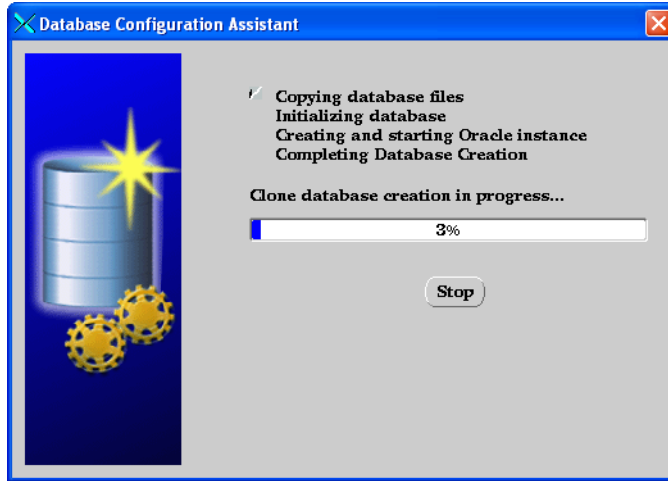 Database Configuration Assistant
Copying database files
Initializing database
Creating and starting Oracle instance
Completing Database Creation
Clone database creation in progress...
3%
Stop